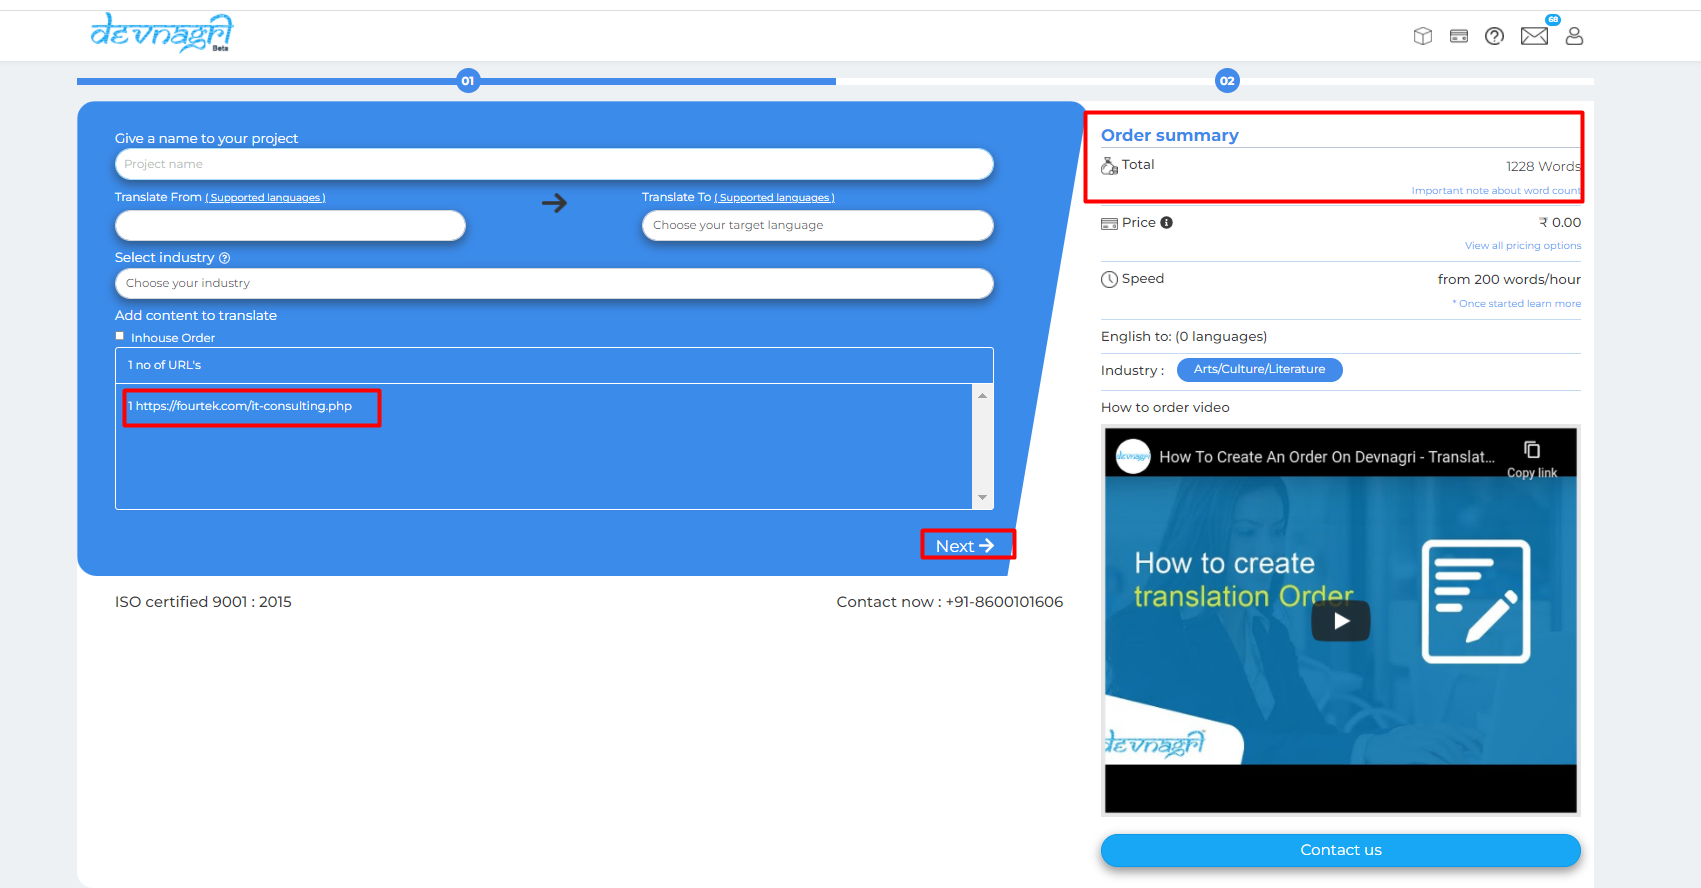 devnagri
Beta
68
01
02
Give a name to your project
Project name
Translate From ( Supported languages )
Translate To ( Supported languages )
Choose your target language
Select industry
Choose your industry
Add content to translate
Inhouse Order
1 no of URL's
1 https://fourtek.com/it-consulting.php
Next
ISO certified 9001 : 2015
Contact now : +91-8600101606
Order summary
Total
1228 Words
Important note about word count
Price
₹ 0.00
View all pricing options
Speed
from 200 words/hour
* Once started learn more
English to: (0 languages)
Industry :
Arts/Culture/Literature
How to order video
devnagri
How To Create An Order On Devnagri - Translat...
Copy link
How to create
translation Order
devnagri
Contact us